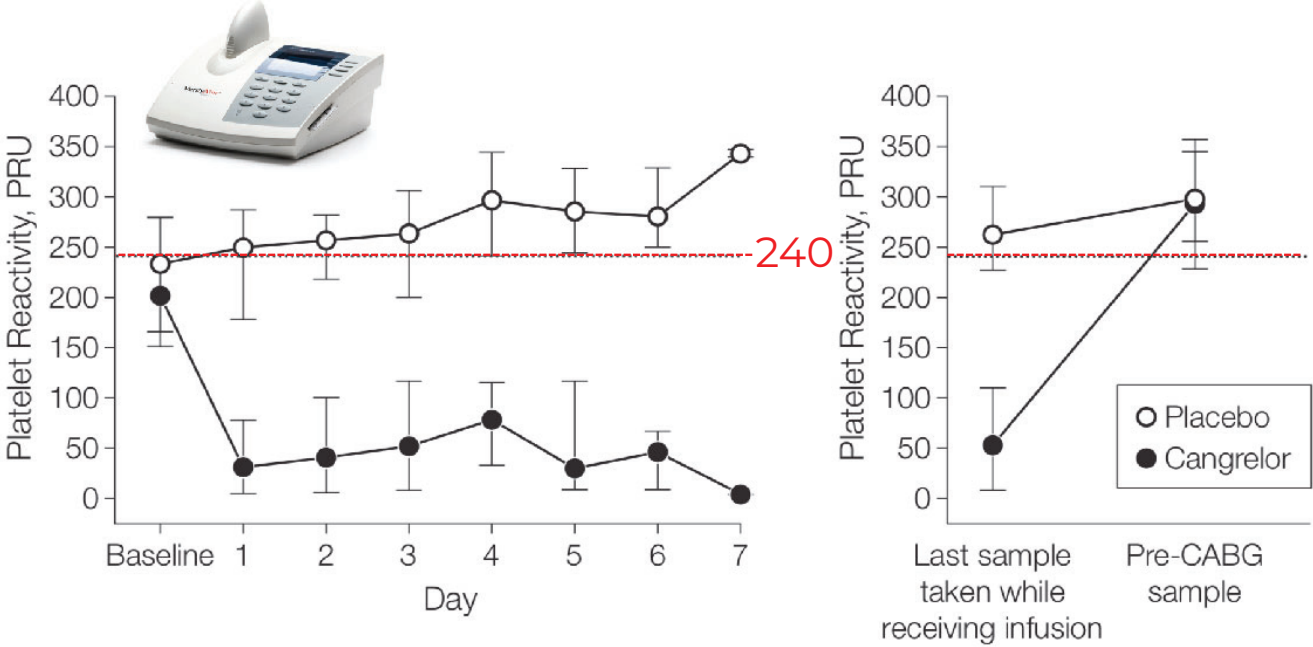 400
350
300
250
200
150
100
50
0
Platelet Reactivity, PRU
240
Baseline 1 2 3 4 5 6 7
Day
400
350
300
250
200
150
100
50
0
Platelet Reactivity, PRU
Placebo
Cangrelor
Last sample
taken while
receiving infusion
Pre-CABG
sample